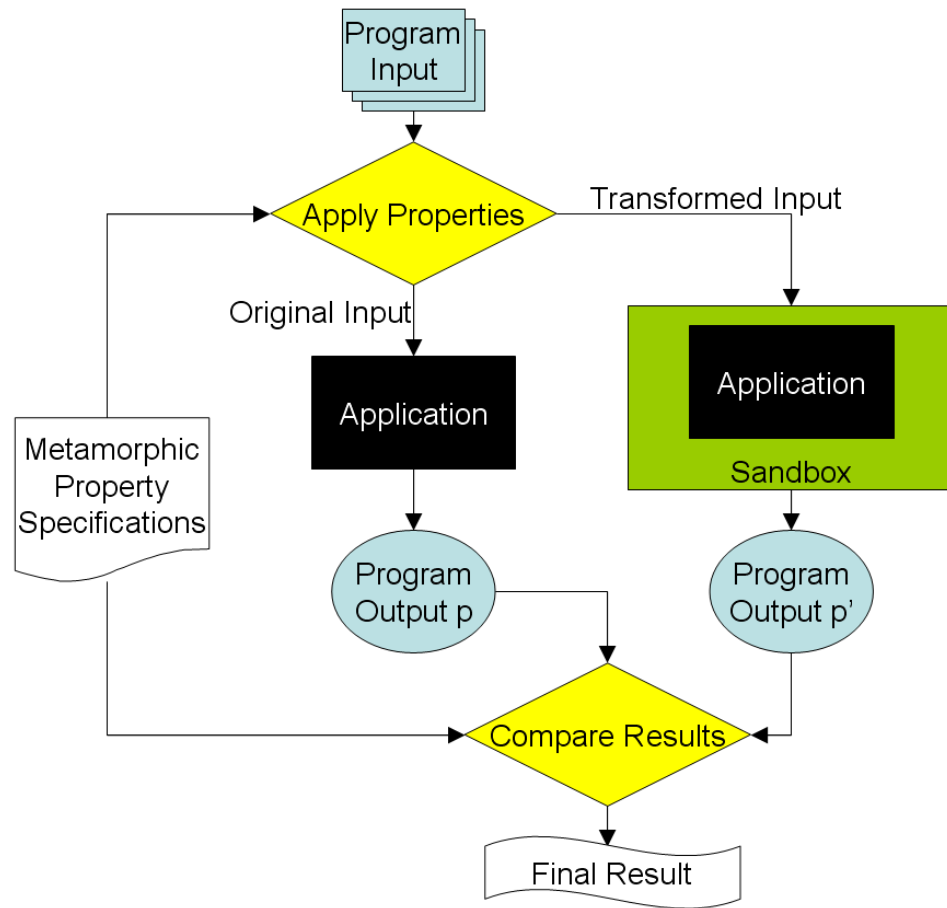 Program
Input
Apply Properties
Transformed Input
Original Input
Application
Application
Sandbox
Metamorphic
Property
Specifications
Program
Output p
Program
Output p’
Compare Results
Final Result